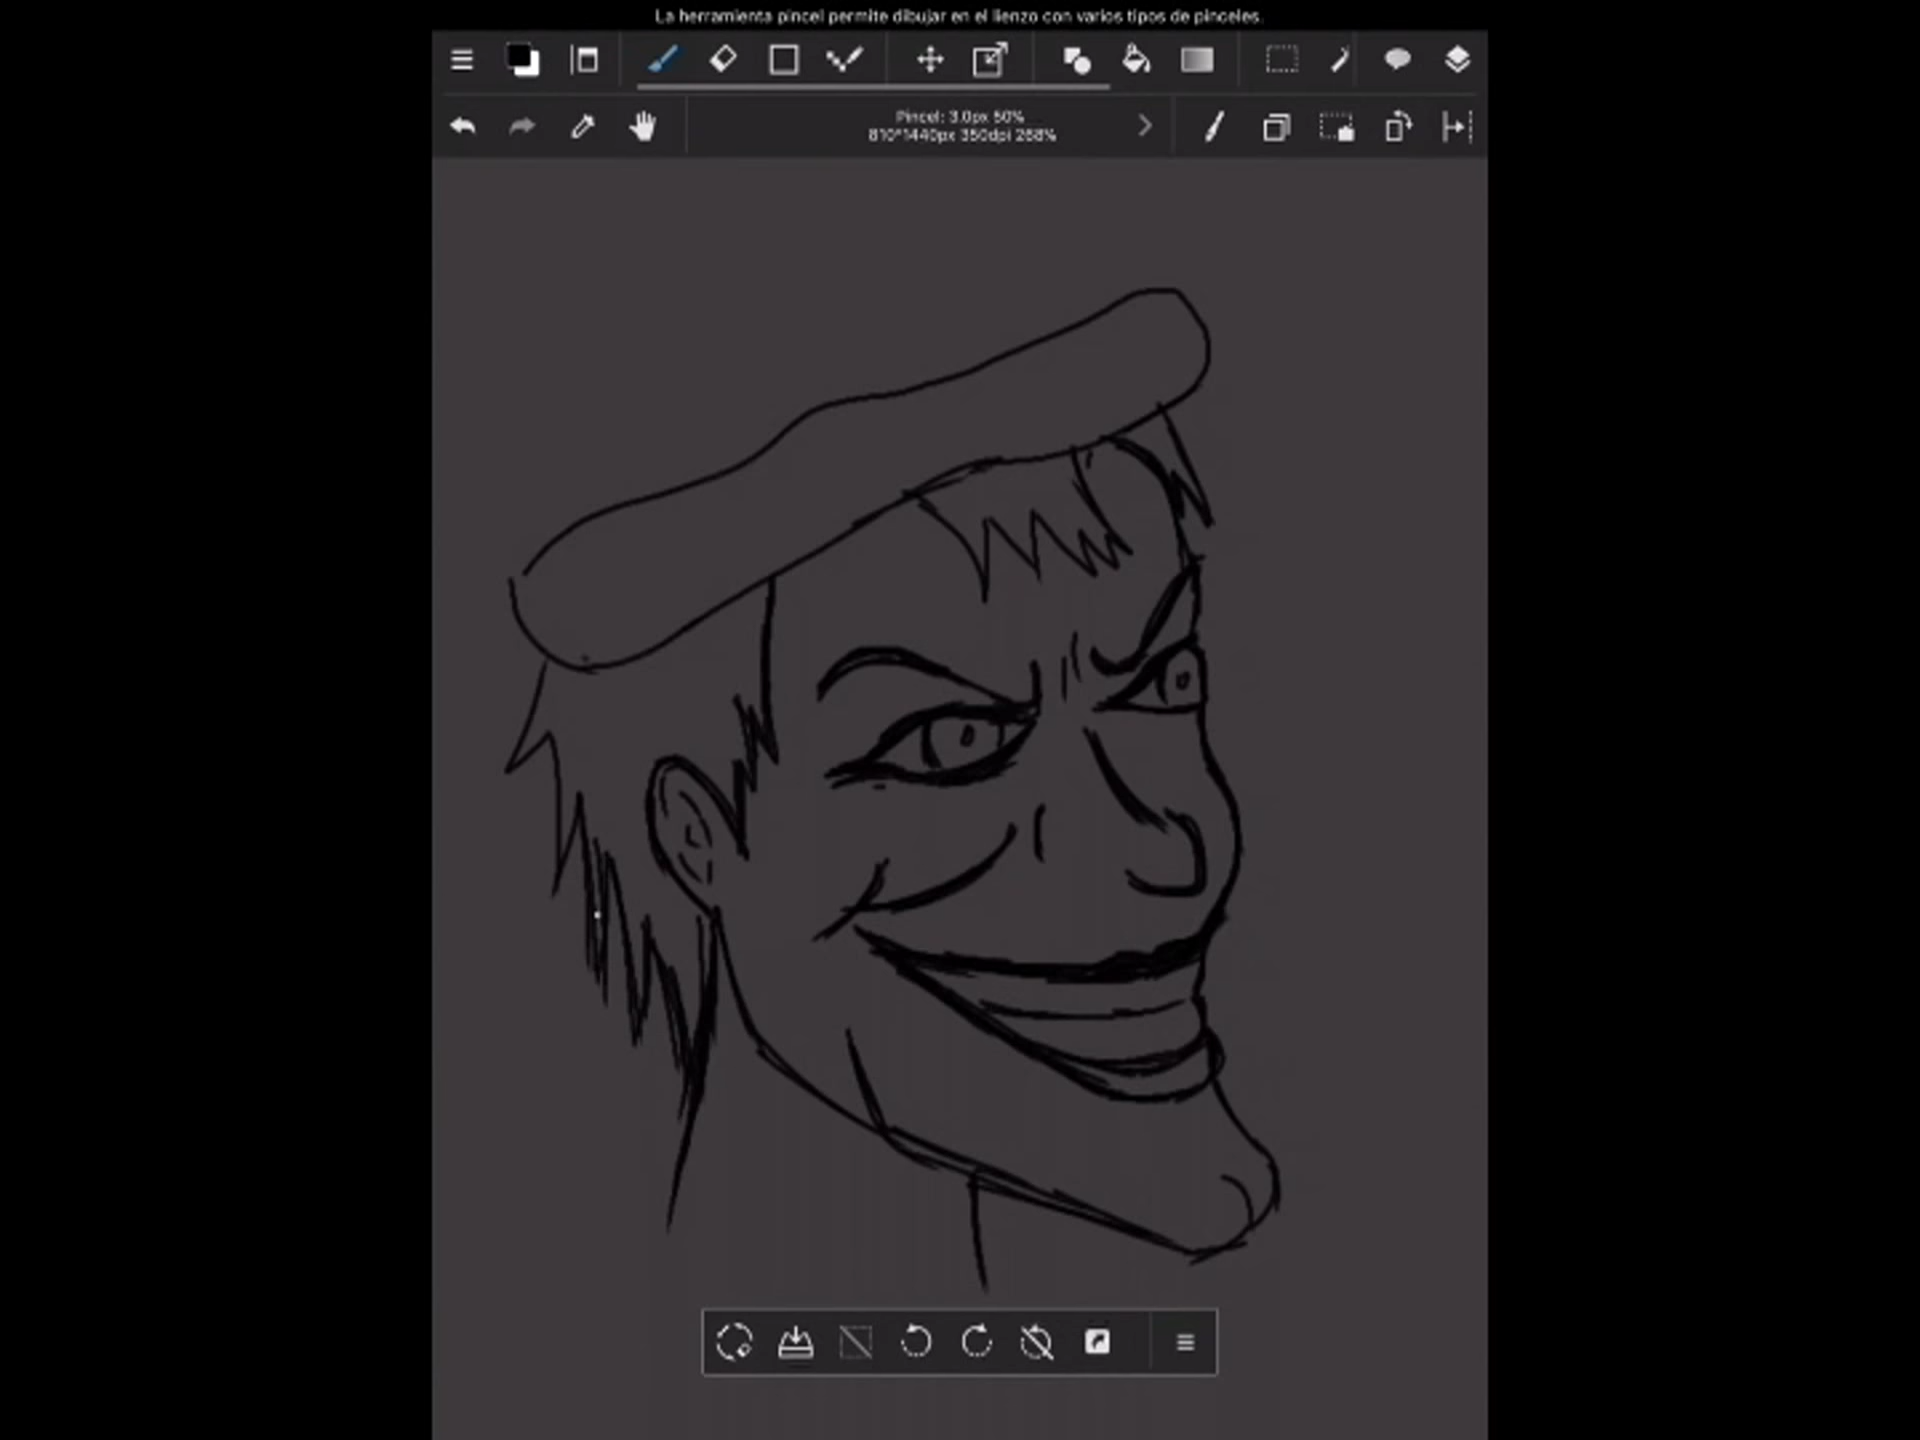 La herramienta pincel permite dibujar en el lienzo con varios tipos de pinceles.
Pincel: 3.0px 50%
810*1440px 350dpi 268%